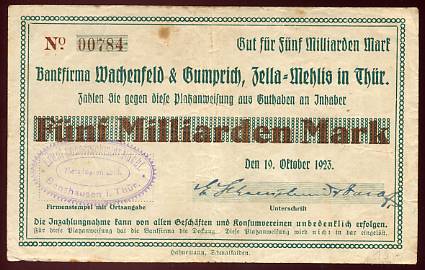 Nº 00784 Gut für Fünf Milliarden Mark
Bankfirma Wachenfeld & Gumprich, Zella-Mehlis in Thür.
Zahlen Sie gegen diese Platzanweisung aus Guthaben an Inhaber
Fünf Milliarden Mark
den 19. Oktober 1923.
i. Thür.
Firmenstempel mit Ortsangabe Unterschrift
Die Inzahlungnahme kann von allen Geschäften und Konsumvereinen unbedenklich erfolgen.
Für diese Platzanweisung hat die Bankfirma die Deckung. Diese Platzanweisung wird nicht in bar eingelöst.